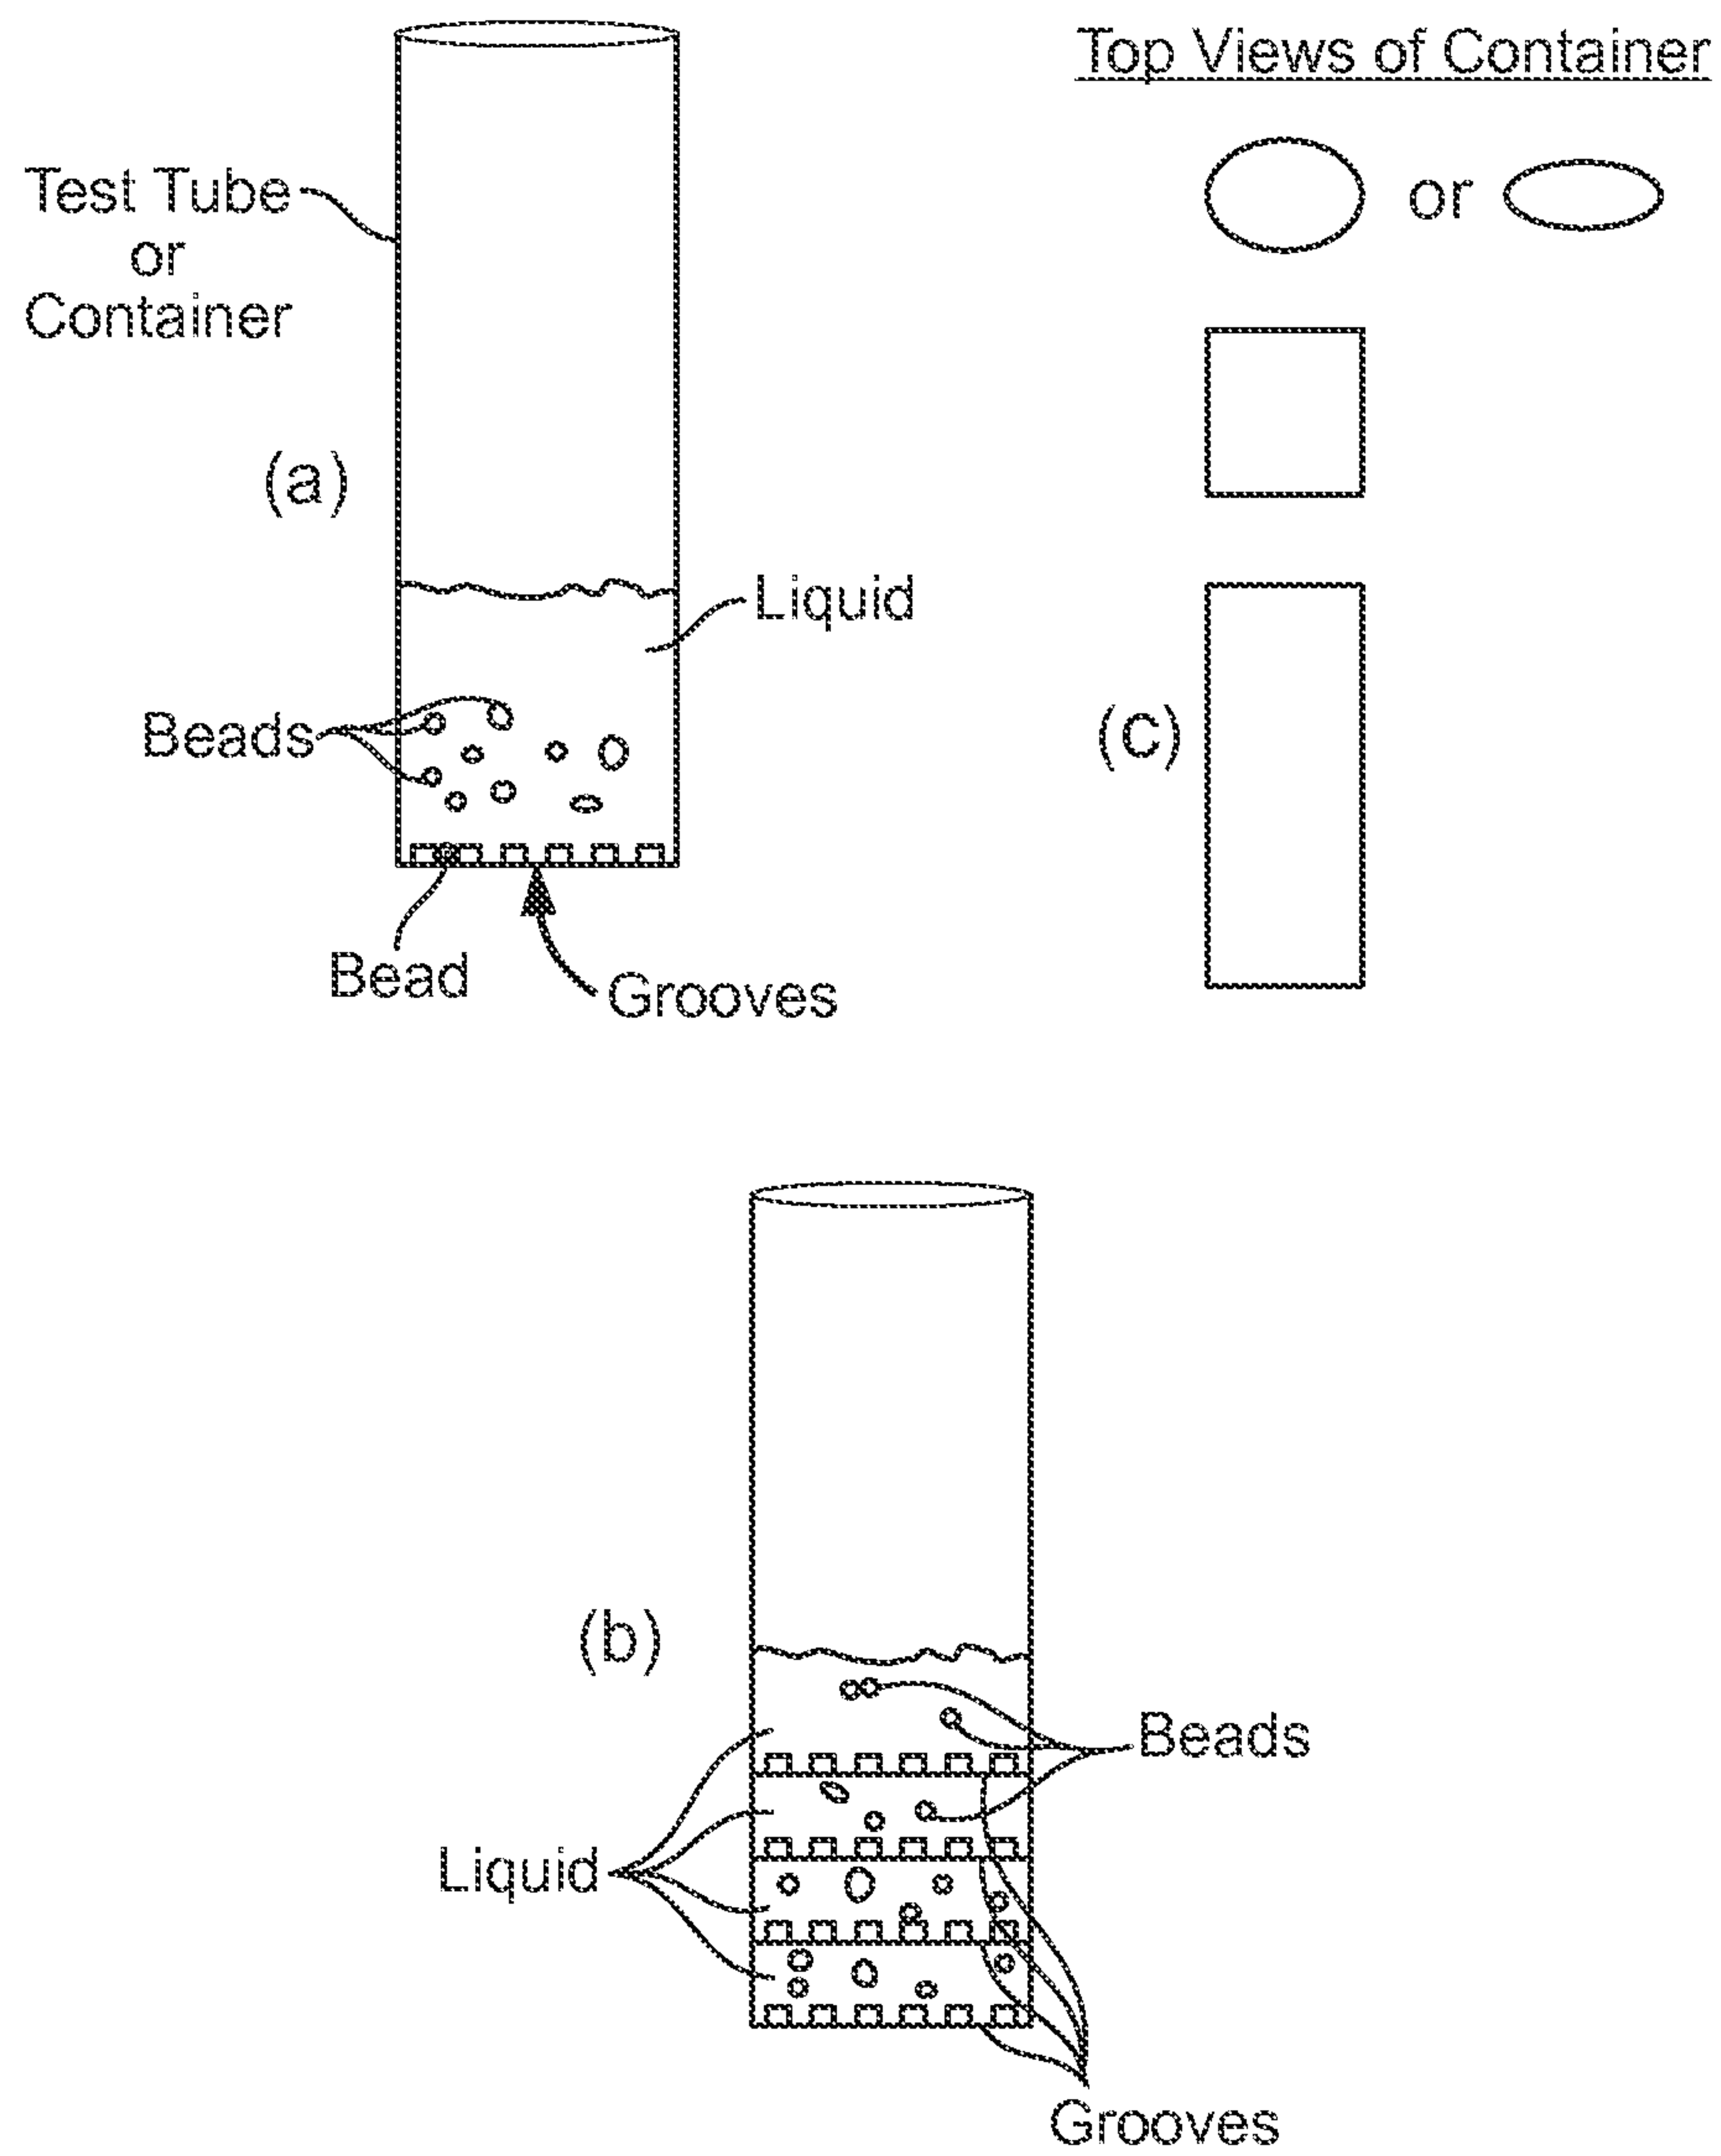 Top Views of Container
Test Tube
or
Container
or
(a)
Liquid
Beads
(c)
Bead
Grooves
(b)
Beads
Liquid
Grooves